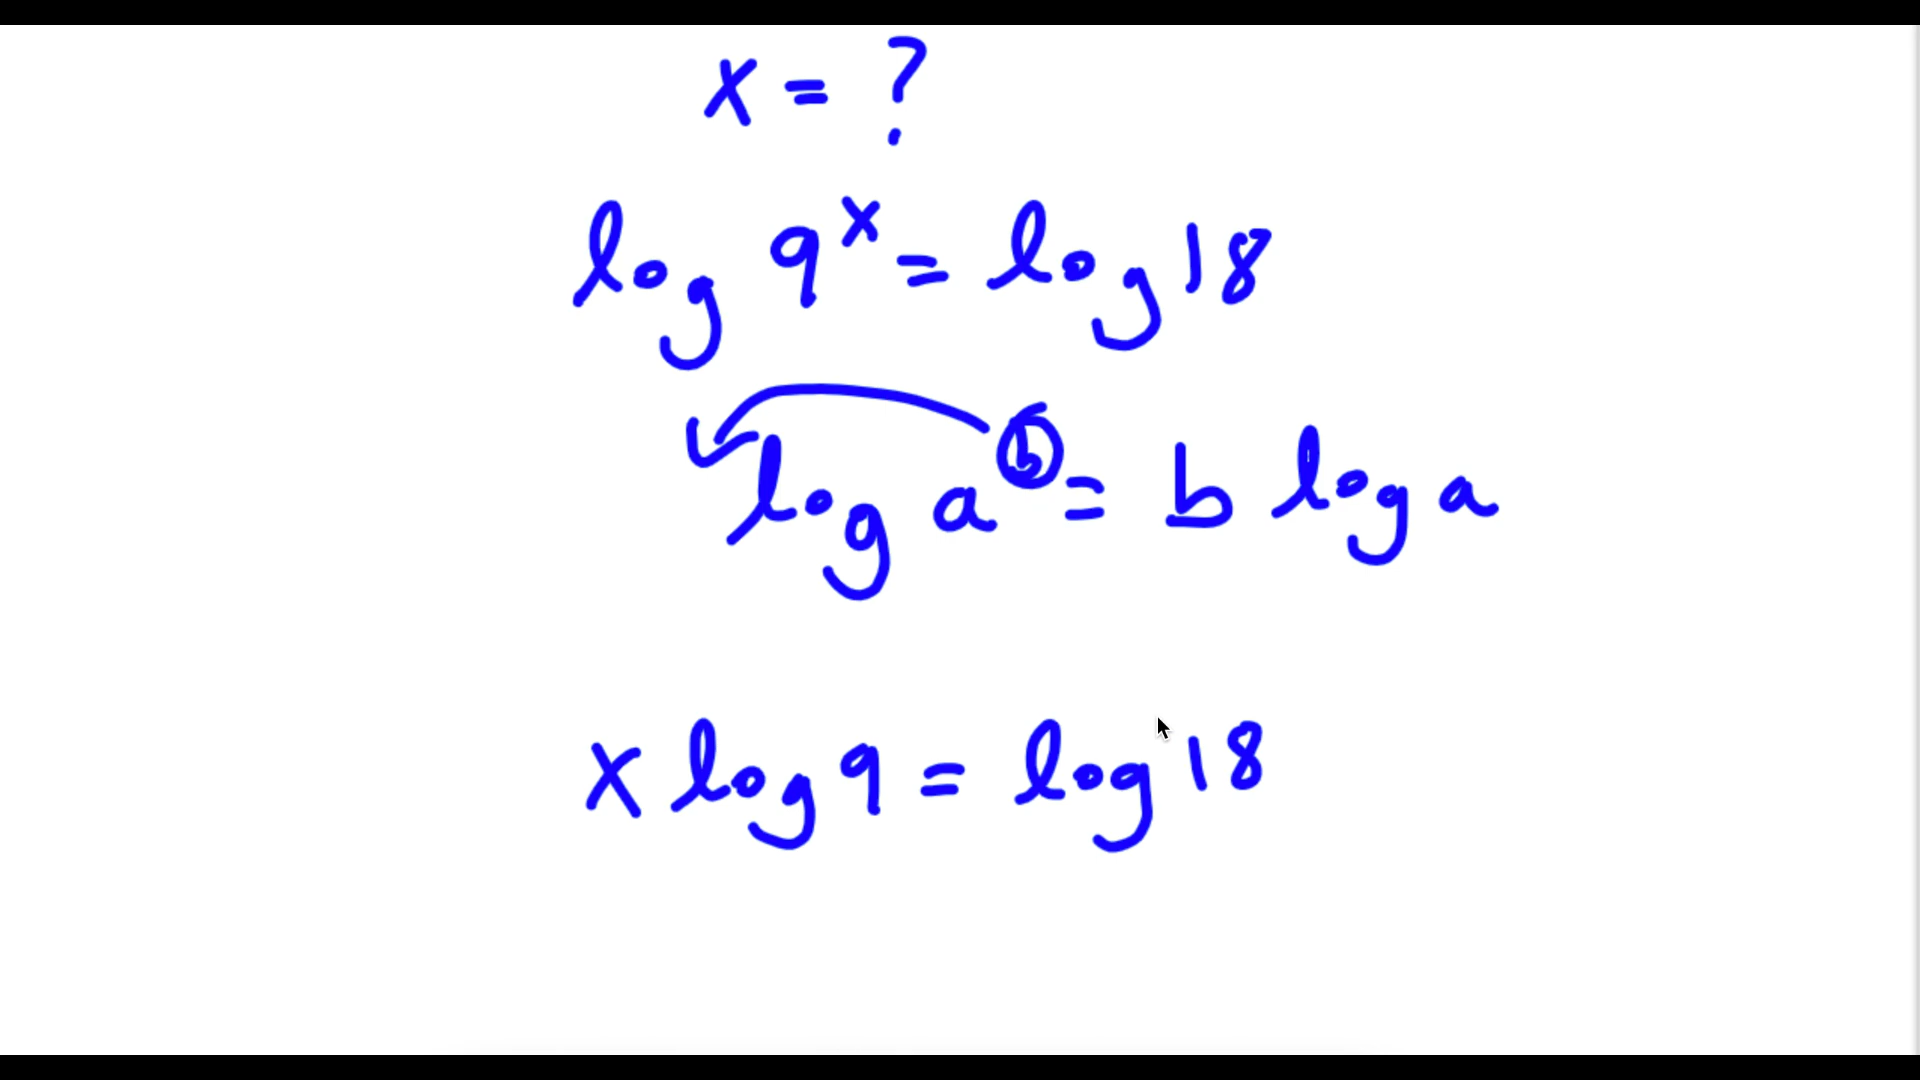 x = ?
log 9^x = log 18
log a^b = b log a
x log 9 = log 18